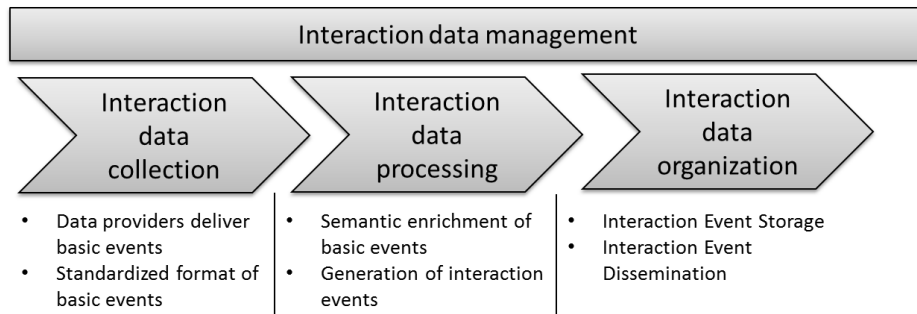 Interaction data management
Interaction
data
collection
Interaction
data
processing
Interaction
data
organization
• Data providers deliver
basic events
• Standardized format of
basic events
• Semantic enrichment of
basic events
• Generation of interaction
events
• Interaction Event Storage
• Interaction Event
Dissemination